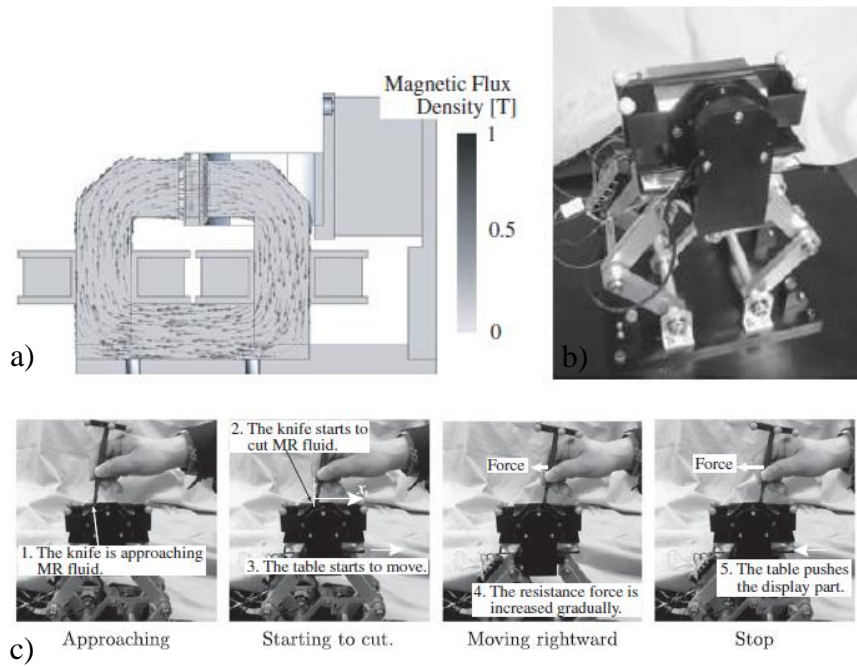 Magnetic Flux
Density [T]
1
0.5
0
a)
b)
2. The knife starts to
cut MR fluid.
x
Force
Force
1. The knife is approaching
MR fluid.
3. The table starts to move.
4. The resistance force is
increased gradually.
5. The table pushes
the display part.
c)
Approaching
Starting to cut.
Moving rightward
Stop